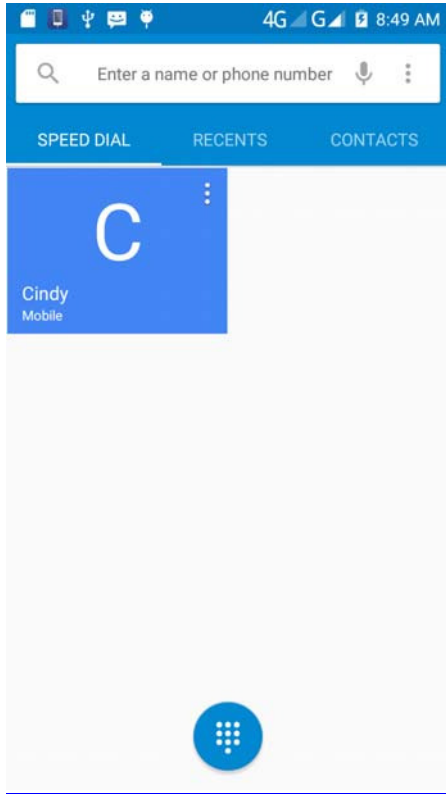 4G G 8:49 AM
Enter a name or phone number
SPEED DIAL RECENTS CONTACTS
C
Cindy
Mobile